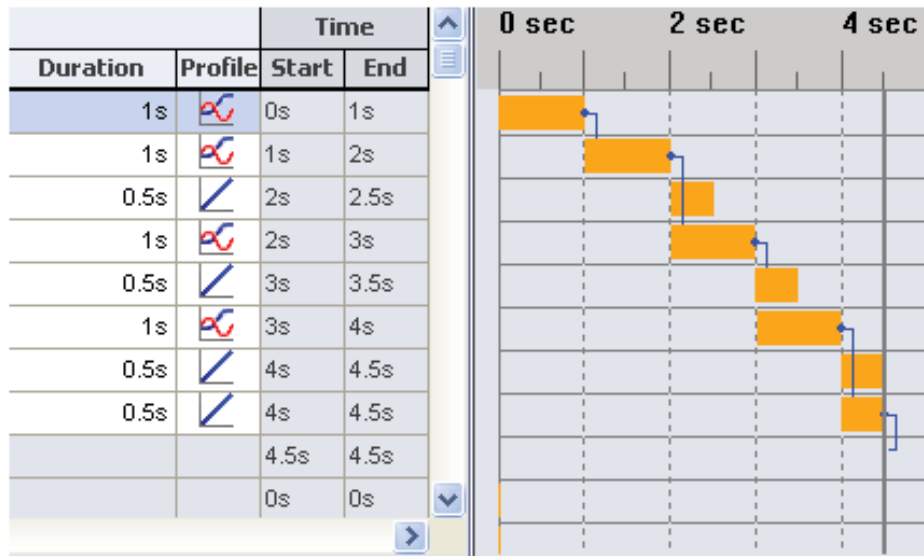 Time
Duration Profile Start End
1s 0s 1s
1s 1s 2s
0.5s 2s 2.5s
1s 2s 3s
0.5s 3s 3.5s
1s 3s 4s
0.5s 4s 4.5s
0.5s 4s 4.5s
4.5s 4.5s
0s 0s
0 sec 2 sec 4 sec